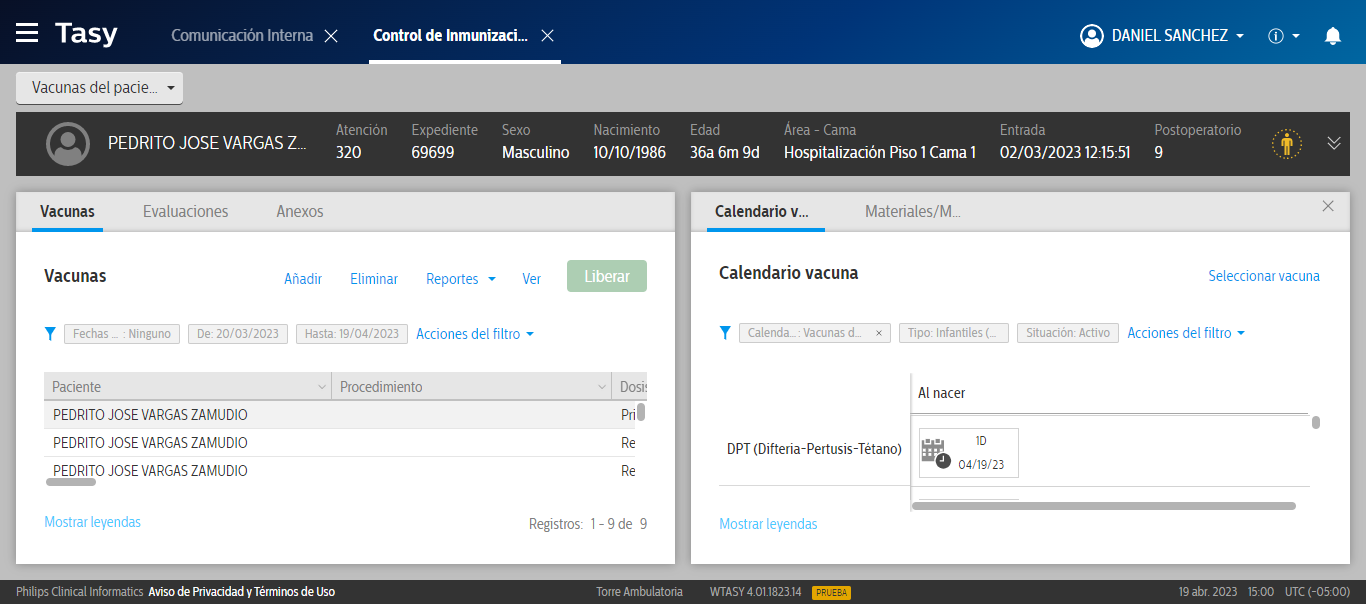 Tasy Comunicación Interna Control de Inmunizaci... DANIEL SANCHEZ
Vacunas del pacie...
PEDRITO JOSE VARGAS Z...
Atención Expediente Sexo Nacimiento Edad Área - Cama Entrada Postoperatorio
320 69699 Masculino 10/10/1986 36a 6m 9d Hospitalización Piso 1 Cama 1 02/03/2023 12:15:51 9
Vacunas Evaluaciones Anexos
Vacunas Añadir Eliminar Reportes Ver Liberar
Fechas ... : Ninguno De: 20/03/2023 Hasta: 19/04/2023 Acciones del filtro
Paciente Procedimiento Dosis
PEDRITO JOSE VARGAS ZAMUDIO Pri
PEDRITO JOSE VARGAS ZAMUDIO Re
PEDRITO JOSE VARGAS ZAMUDIO Re
Mostrar leyendas Registros: 1 - 9 de 9
Calendario v... Materiales/M...
Calendario vacuna Seleccionar vacuna
Calenda... : Vacunas d... × Tipo: Infantiles (... Situación: Activo Acciones del filtro
Al nacer
DPT (Difteria-Pertusis-Tétano) 1D
04/19/23
Mostrar leyendas
Philips Clinical Informatics Aviso de Privacidad y Términos de Uso Torre Ambulatoria WTASY 4.01.1823.14 PRUEBA 19 abr. 2023 15:00 UTC (-05:00)